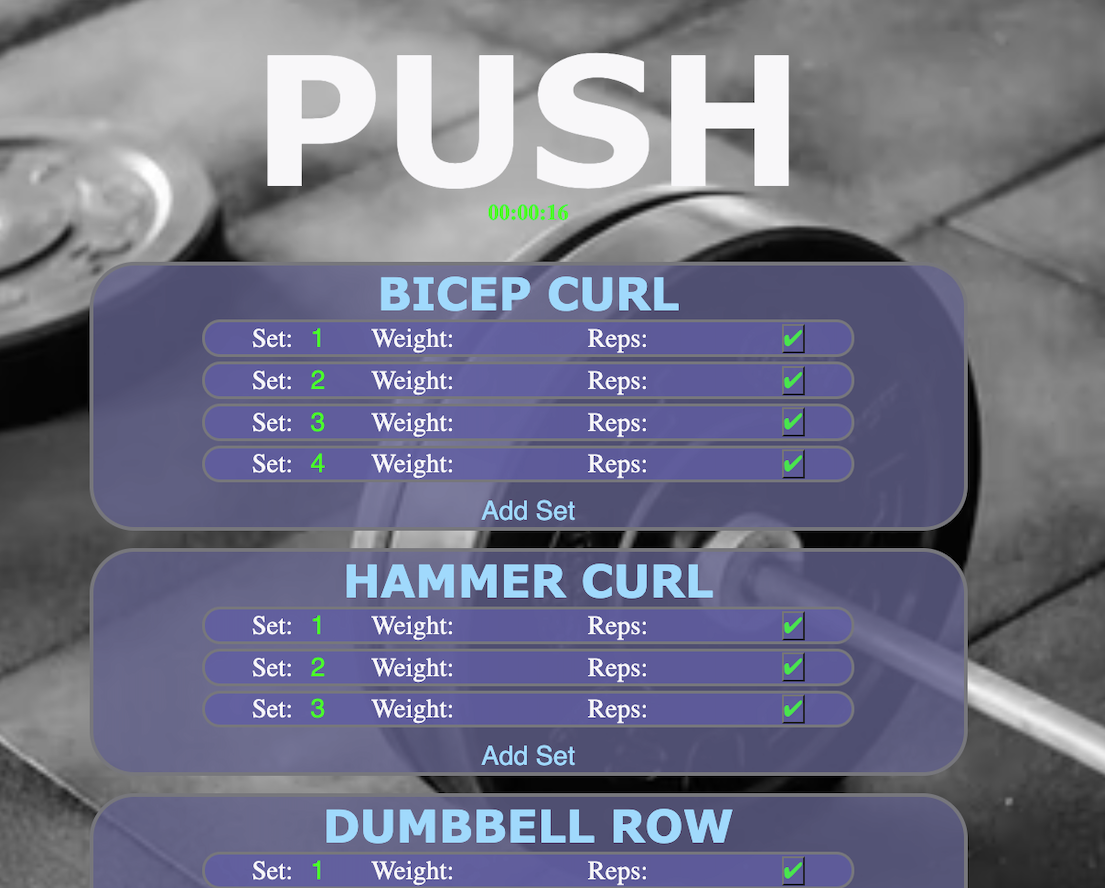 PUSH
00:00:16
BICEP CURL
Set: 1 Weight: Reps: ✔
Set: 2 Weight: Reps: ✔
Set: 3 Weight: Reps: ✔
Set: 4 Weight: Reps: ✔
Add Set
HAMMER CURL
Set: 1 Weight: Reps: ✔
Set: 2 Weight: Reps: ✔
Set: 3 Weight: Reps: ✔
Add Set
DUMBBELL ROW
Set: 1 Weight: Reps: ✔